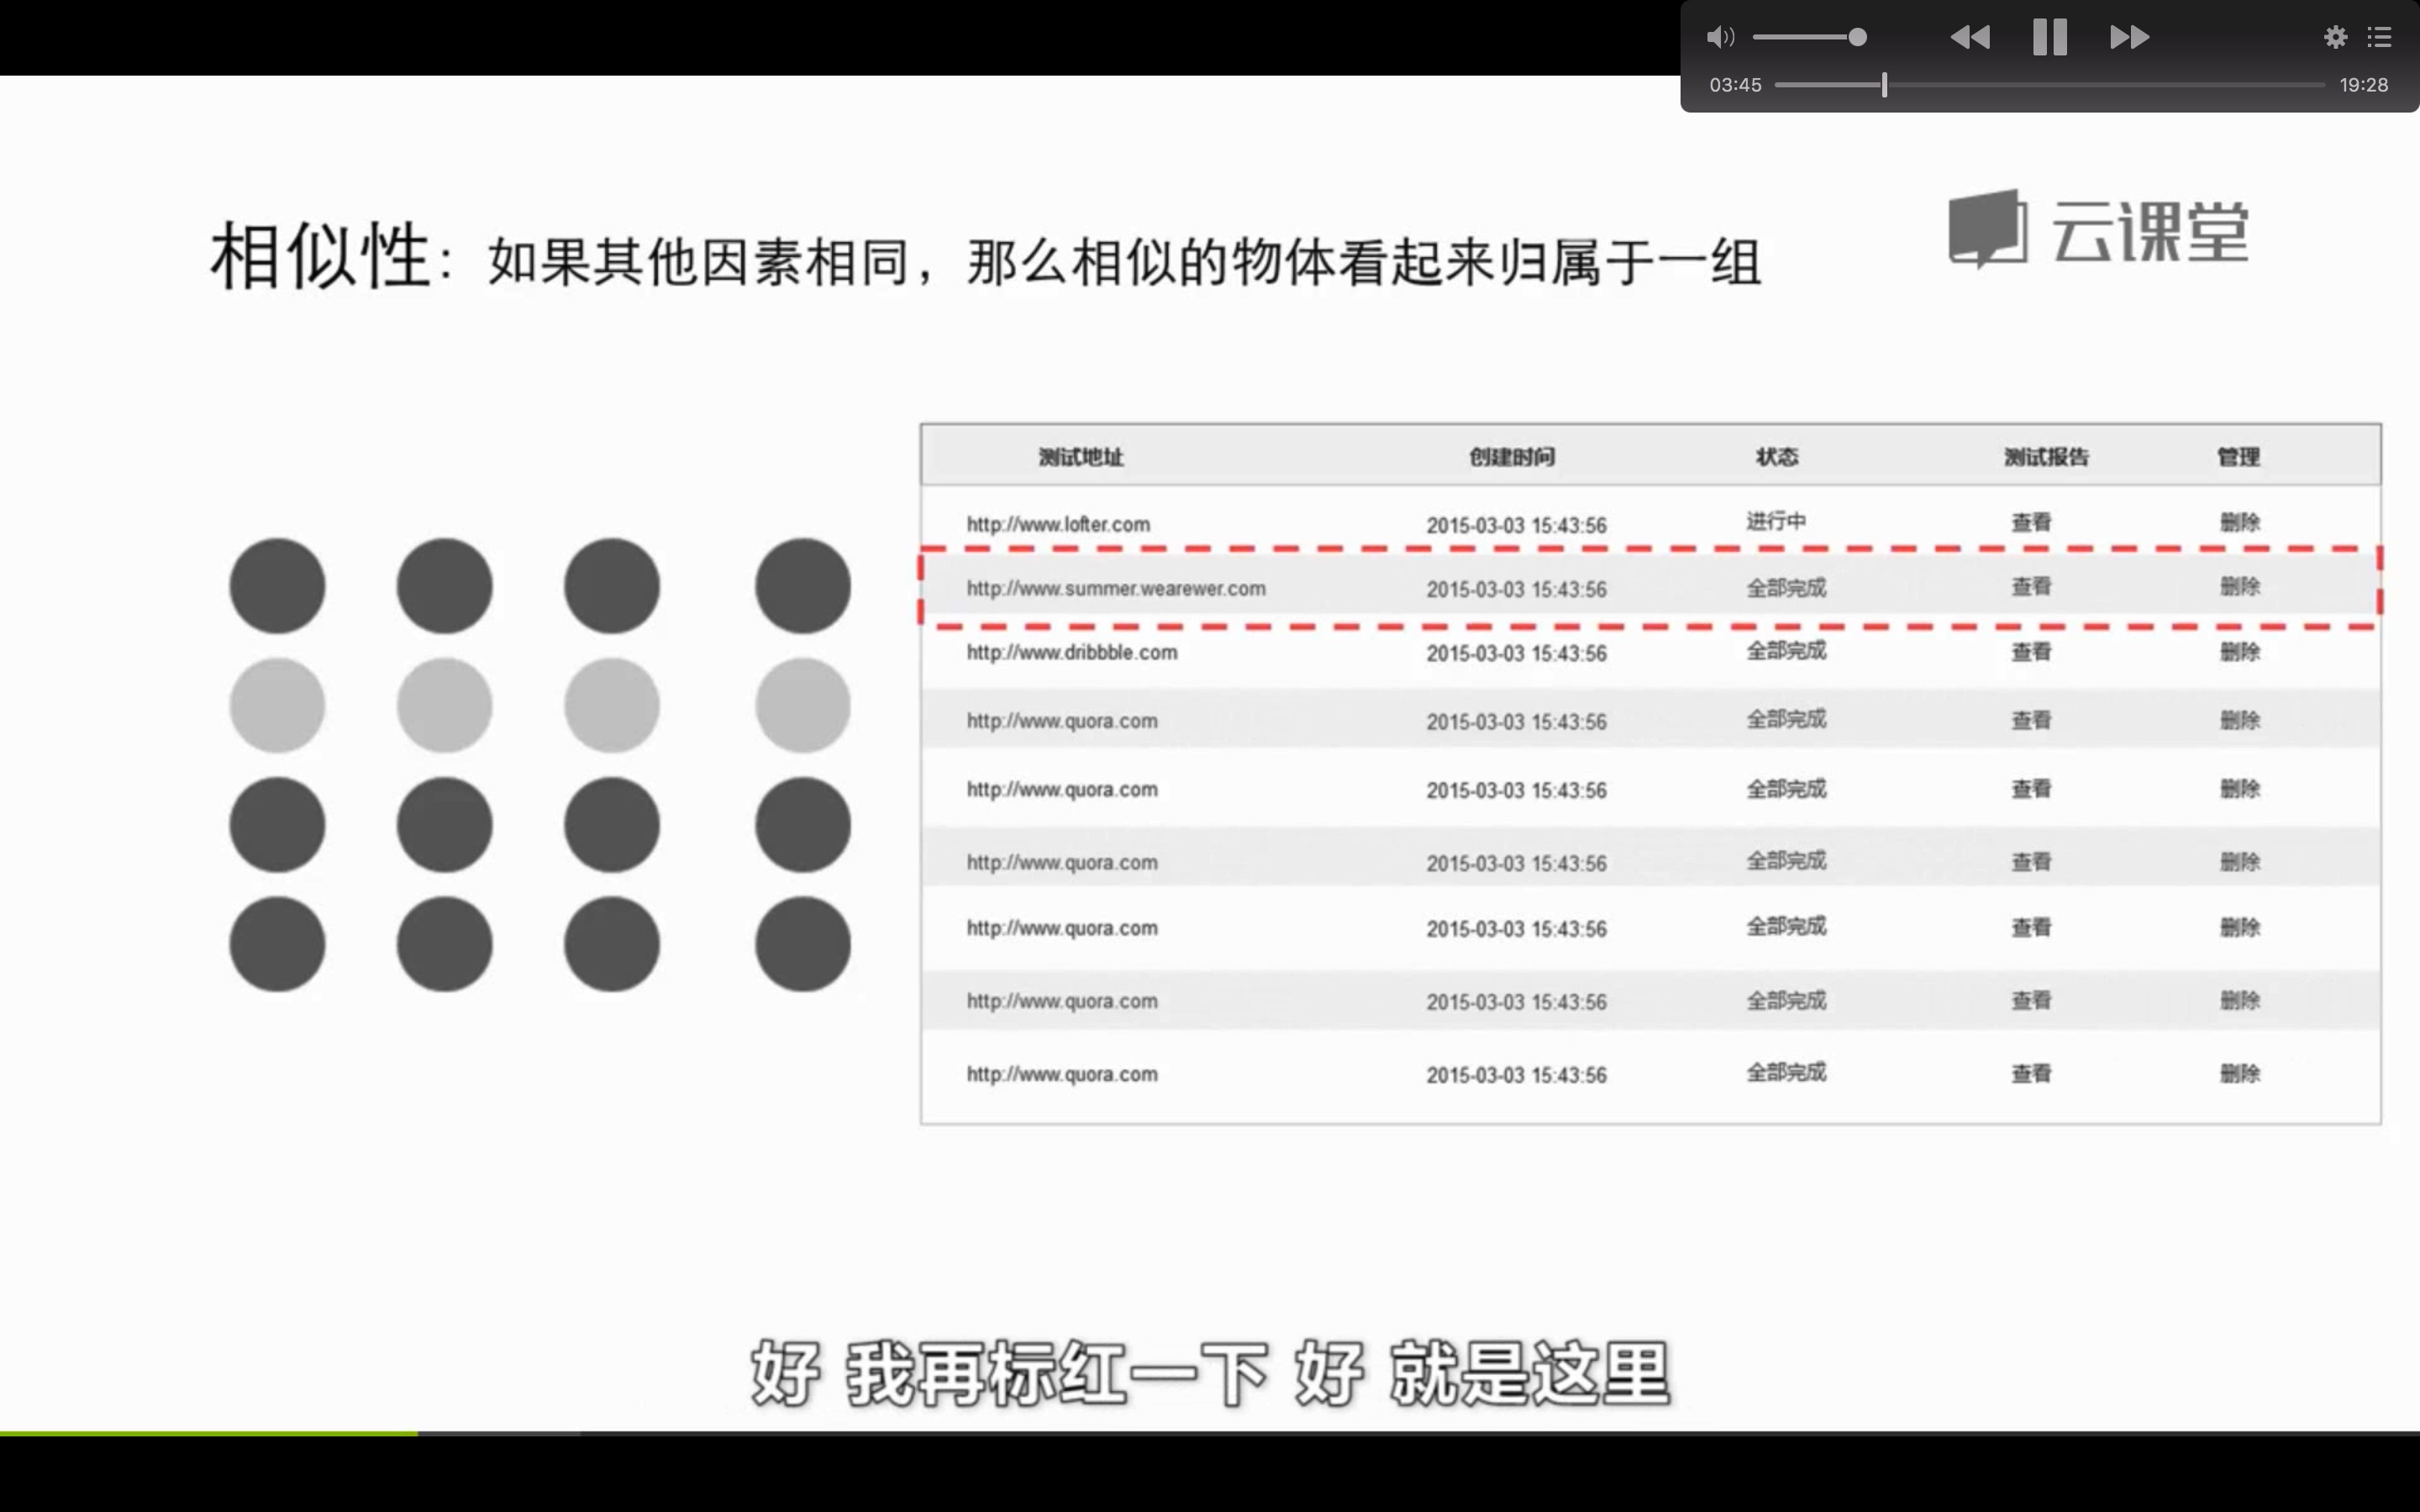 03:45
19:28
相似性：如果其他因素相同，那么相似的物体看起来归属于一组
云课堂
测试地址 创建时间 状态 测试报告 管理
http://www.lofter.com 2015-03-03 15:43:56 进行中 查看 删除
http://www.summer.wearewer.com 2015-03-03 15:43:56 全部完成 查看 删除
http://www.dribbble.com 2015-03-03 15:43:56 全部完成 查看 删除
http://www.quora.com 2015-03-03 15:43:56 全部完成 查看 删除
http://www.quora.com 2015-03-03 15:43:56 全部完成 查看 删除
http://www.quora.com 2015-03-03 15:43:56 全部完成 查看 删除
http://www.quora.com 2015-03-03 15:43:56 全部完成 查看 删除
http://www.quora.com 2015-03-03 15:43:56 全部完成 查看 删除
http://www.quora.com 2015-03-03 15:43:56 全部完成 查看 删除
好 我再标红一下 好 就是这里